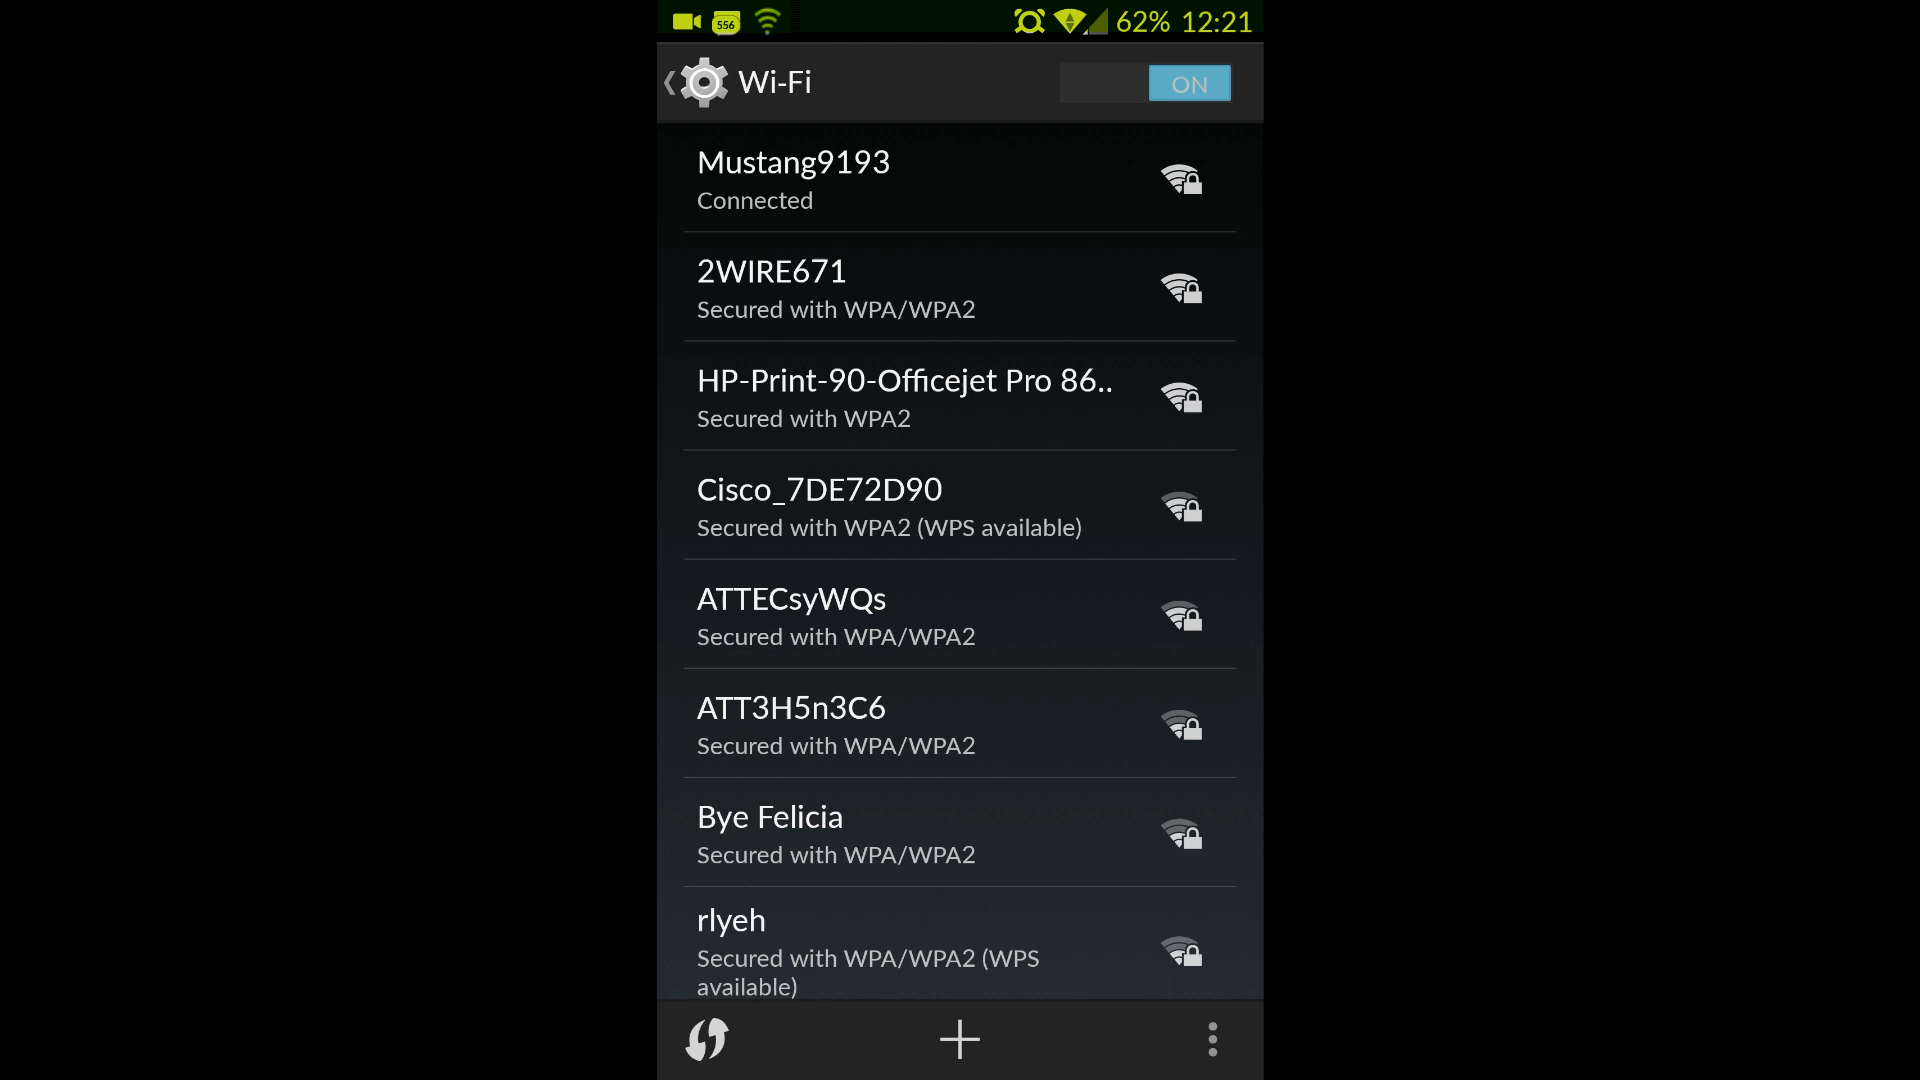 556 62% 12:21
Wi-Fi ON
Mustang9193
Connected
2WIRE671
Secured with WPA/WPA2
HP-Print-90-Officejet Pro 86..
Secured with WPA2
Cisco_7DE72D90
Secured with WPA2 (WPS available)
ATTECsyWQs
Secured with WPA/WPA2
ATT3H5n3C6
Secured with WPA/WPA2
Bye Felicia
Secured with WPA/WPA2
rlyeh
Secured with WPA/WPA2 (WPS
available)